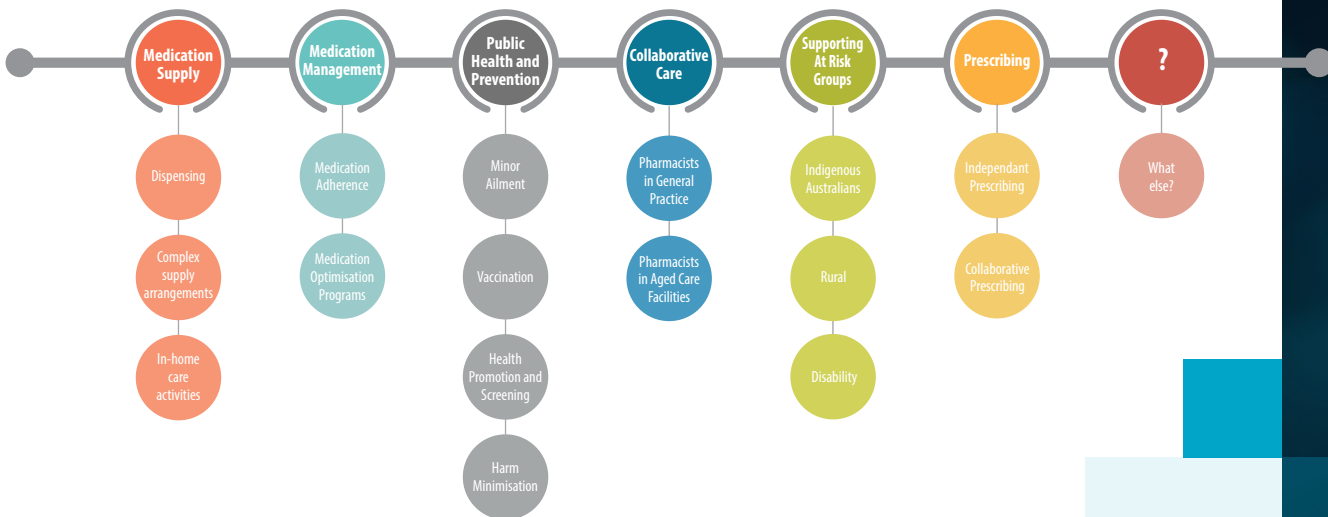 Medication
Supply
Dispensing
Complex
supply
arrangements
In-home
care
activities
Medication
Management
Medication
Adherence
Medication
Optimisation
Programs
Public
Health and
Prevention
Minor
Ailment
Vaccination
Health
Promotion and
Screening
Harm
Minimisation
Collaborative
Care
Pharmacists
in General
Practice
Pharmacists
in Aged Care
Facilities
Supporting
At Risk
Groups
Indigenous
Australians
Rural
Disability
Prescribing
Independant
Prescribing
Collaborative
Prescribing
?
What
else?